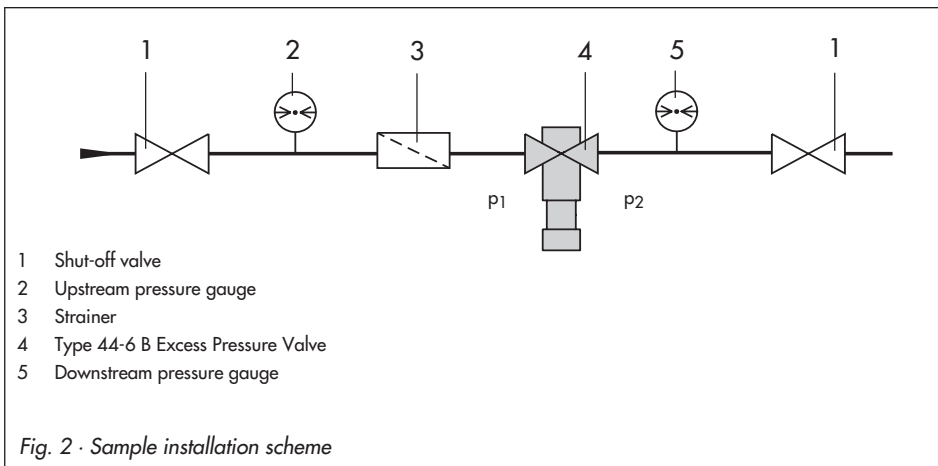 1 2 3 4 5 1
p1 p2
1 Shut-off valve
2 Upstream pressure gauge
3 Strainer
4 Type 44-6 B Excess Pressure Valve
5 Downstream pressure gauge
Fig. 2 · Sample installation scheme